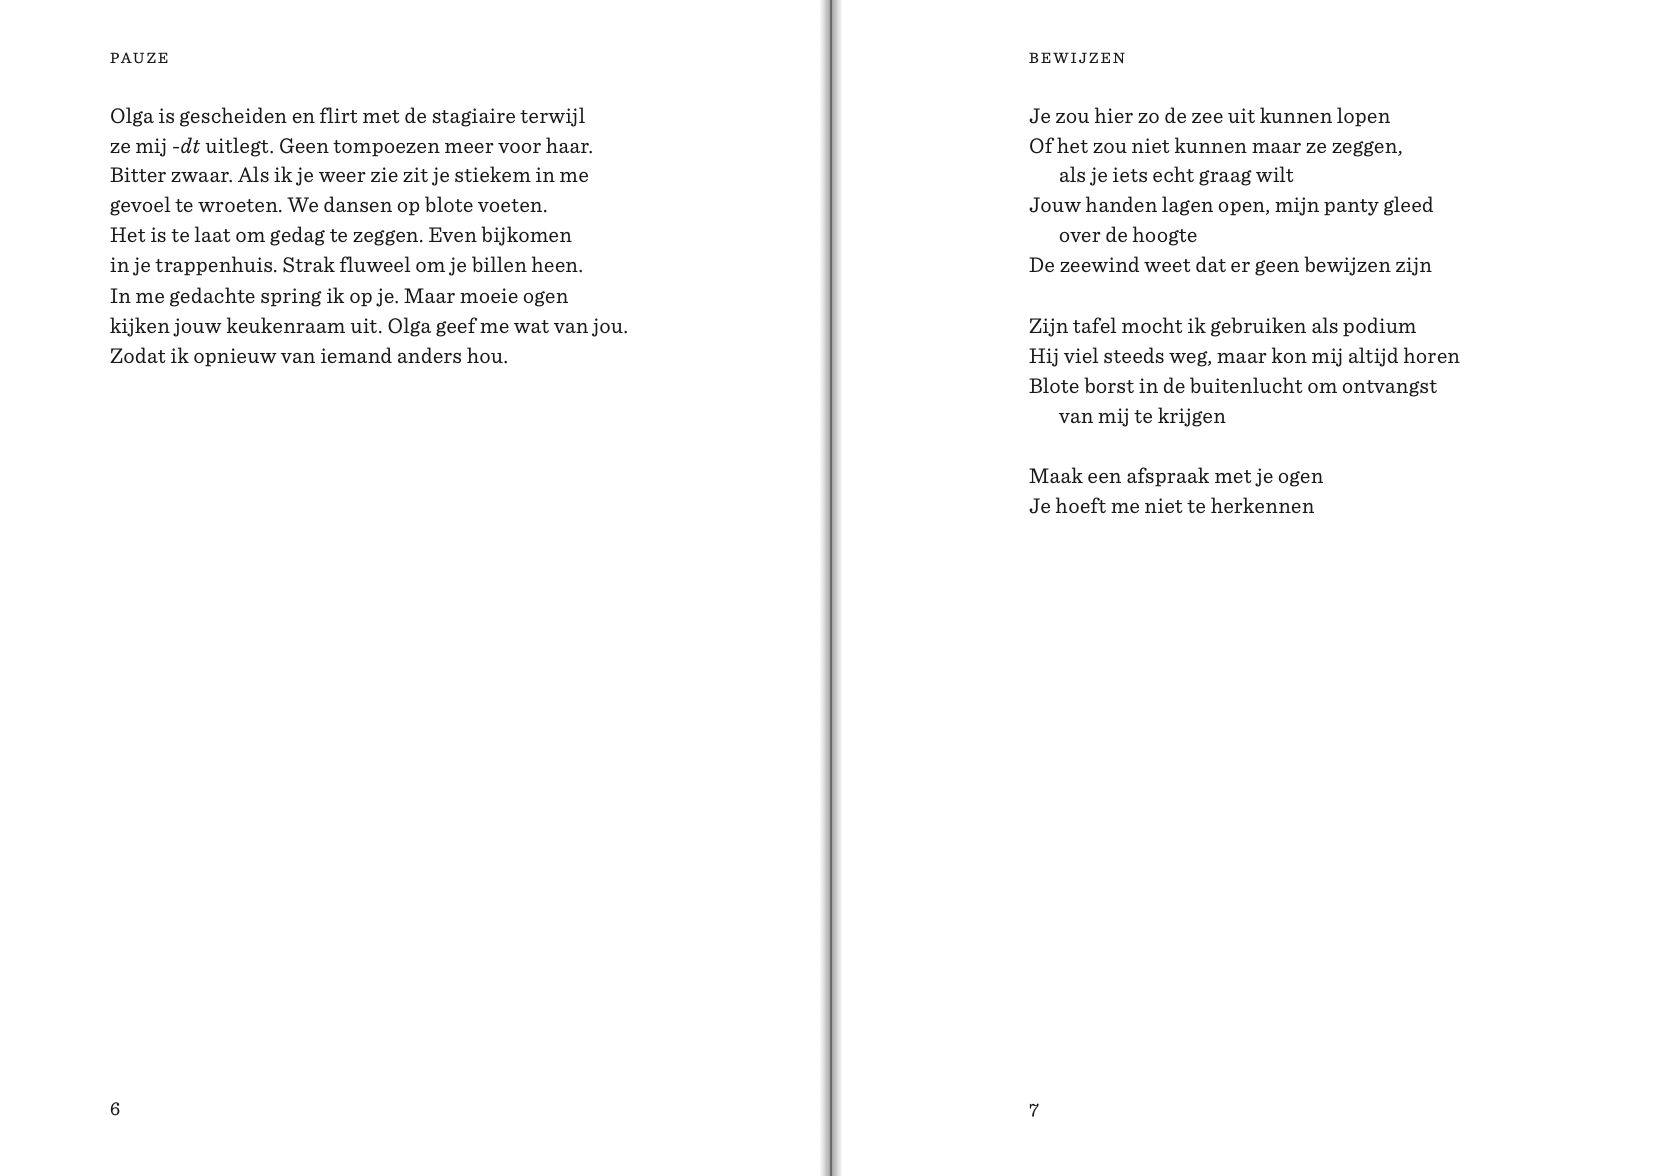 PAUZE
Olga is gescheiden en flirt met de stagiaire terwijl
ze mij -dt uitlegt. Geen tompoezen meer voor haar.
Bitter zwaar. Als ik je weer zie zit je stiekem in me
gevoel te wroeten. We dansen op blote voeten.
Het is te laat om gedag te zeggen. Even bijkomen
in je trappenhuis. Strak fluweel om je billen heen.
In me gedachte spring ik op je. Maar moeie ogen
kijken jouw keukenraam uit. Olga geef me wat van jou.
Zodat ik opnieuw van iemand anders hou.
6
BEWIJZEN
Je zou hier zo de zee uit kunnen lopen
Of het zou niet kunnen maar ze zeggen,
als je iets echt graag wilt
Jouw handen lagen open, mijn panty gleed
over de hoogte
De zeewind weet dat er geen bewijzen zijn
Zijn tafel mocht ik gebruiken als podium
Hij viel steeds weg, maar kon mij altijd horen
Blote borst in de buitenlucht om ontvangst
van mij te krijgen
Maak een afspraak met je ogen
Je hoeft me niet te herkennen
7